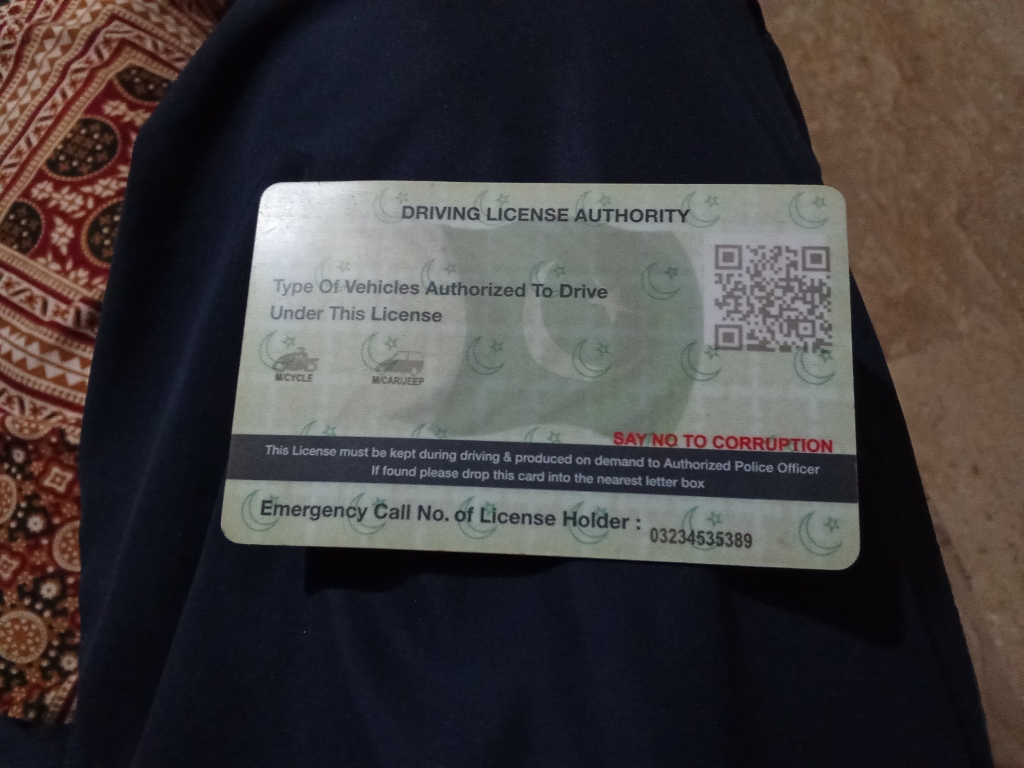 DRIVING LICENSE AUTHORITY
Type Of Vehicles Authorized To Drive
Under This License
M/CYCLE
M/CAR/JEEP
SAY NO TO CORRUPTION
This License must be kept during driving & produced on demand to Authorized Police Officer
If found please drop this card into the nearest letter box
Emergency Call No. of License Holder :
03234535389